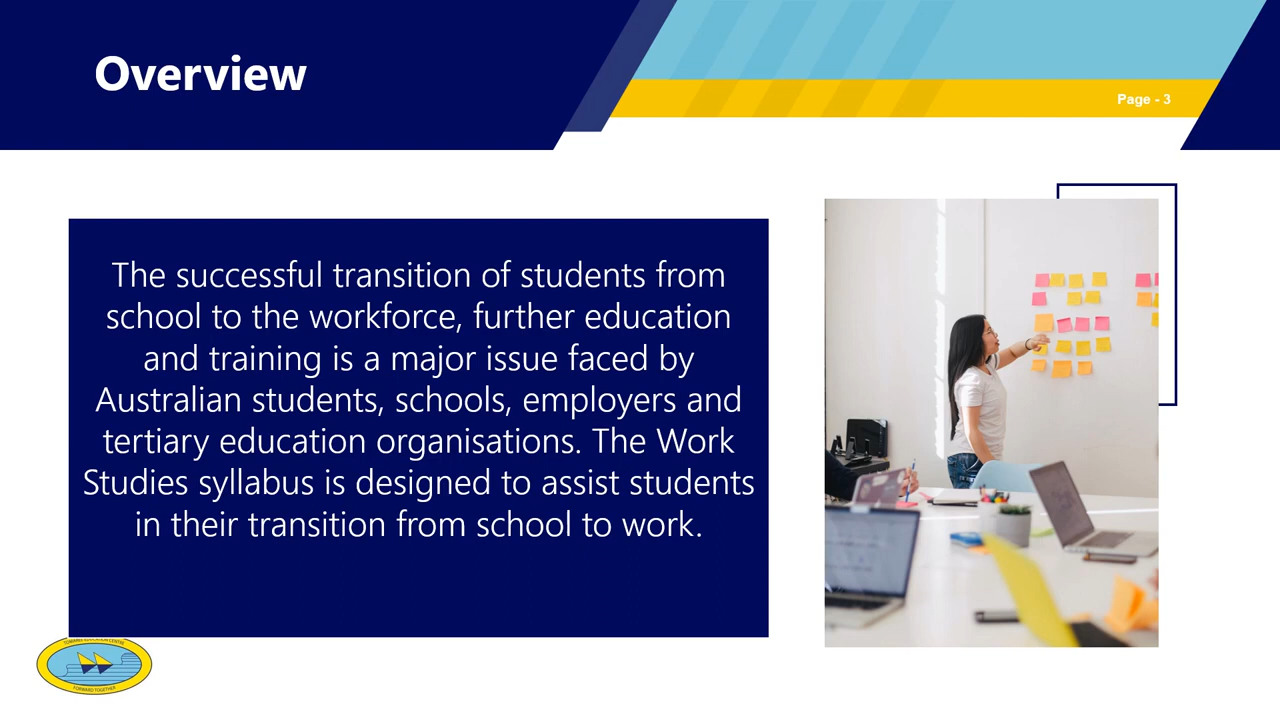 Overview
Page - 3
The successful transition of students from
school to the workforce, further education
and training is a major issue faced by
Australian students, schools, employers and
tertiary education organisations. The Work
Studies syllabus is designed to assist students
in their transition from school to work.
FORWARD TOGETHER